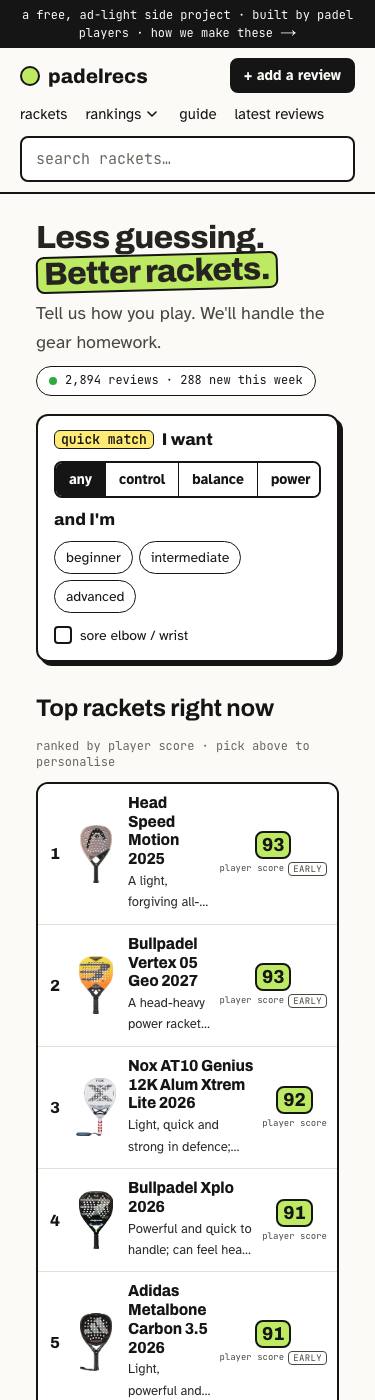 a free, ad-light side project · built by padel
players · how we make these ⟶
padelrecs
+ add a review
rackets
rankings
guide
latest reviews
search rackets…
Less guessing.
Better rackets.
Tell us how you play. We'll handle the
gear homework.
2,894 reviews · 288 new this week
quick match I want
any
control
balance
power
and I'm
beginner
intermediate
advanced
sore elbow / wrist
Top rackets right now
ranked by player score · pick above to
personalise
1
Head
Speed
Motion
2025
A light,
forgiving all-…
93
player score EARLY
2
Bullpadel
Vertex 05
Geo 2027
A head-heavy
power racket…
93
player score EARLY
3
Nox AT10 Genius
12K Alum Xtrem
Lite 2026
Light, quick and
strong in defence;…
92
player score
4
Bullpadel Xplo
2026
Powerful and quick to
handle; can feel hea…
91
player score
5
Adidas
Metalbone
Carbon 3.5
2026
Light,
powerful and…
91
player score EARLY